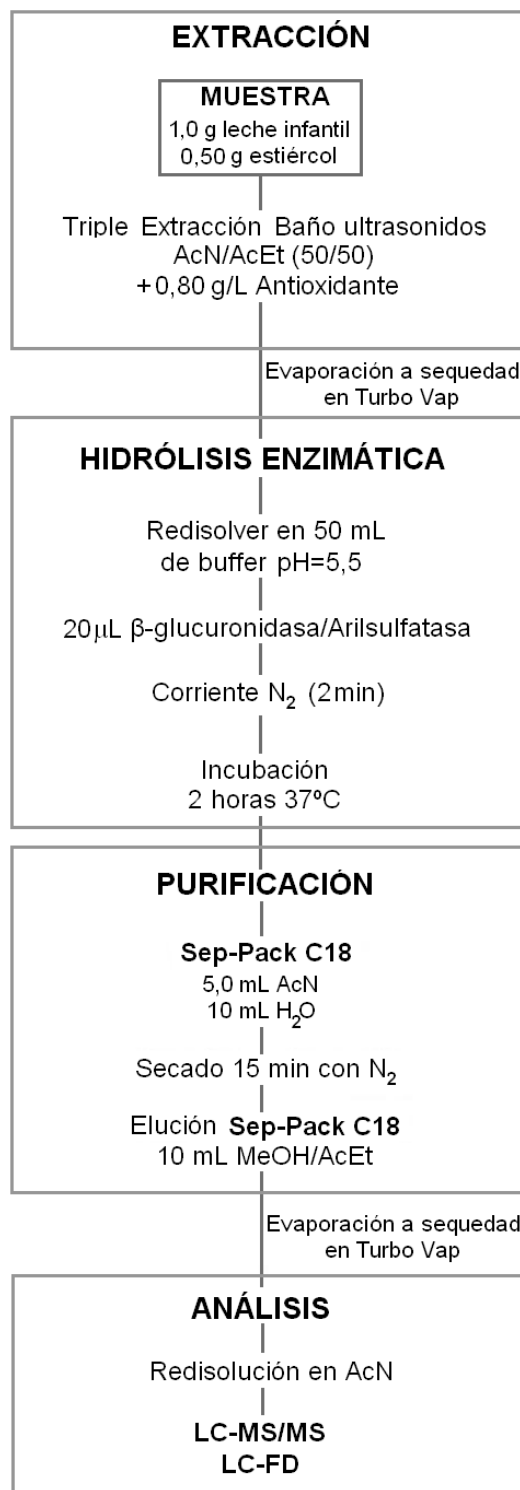 EXTRACCIÓN
MUESTRA
1,0 g leche infantil
0,50 g estiércol
Triple Extracción Baño ultrasonidos
AcN/AcEt (50/50)
+0,80 g/L Antioxidante
Evaporación a sequedad
en Turbo Vap
HIDRÓLISIS ENZIMÁTICA
Redisolver en 50 mL
de buffer pH=5,5
20μL β-glucuronidasa/Arilsulfatasa
Corriente N₂ (2min)
Incubación
2 horas 37ºC
PURIFICACIÓN
Sep-Pack C18
5,0 mL AcN
10 mL H₂O
Secado 15 min con N₂
Elución Sep-Pack C18
10 mL MeOH/AcEt
Evaporación a sequedad
en Turbo Vap
ANÁLISIS
Redisolución en AcN
LC-MS/MS
LC-FD